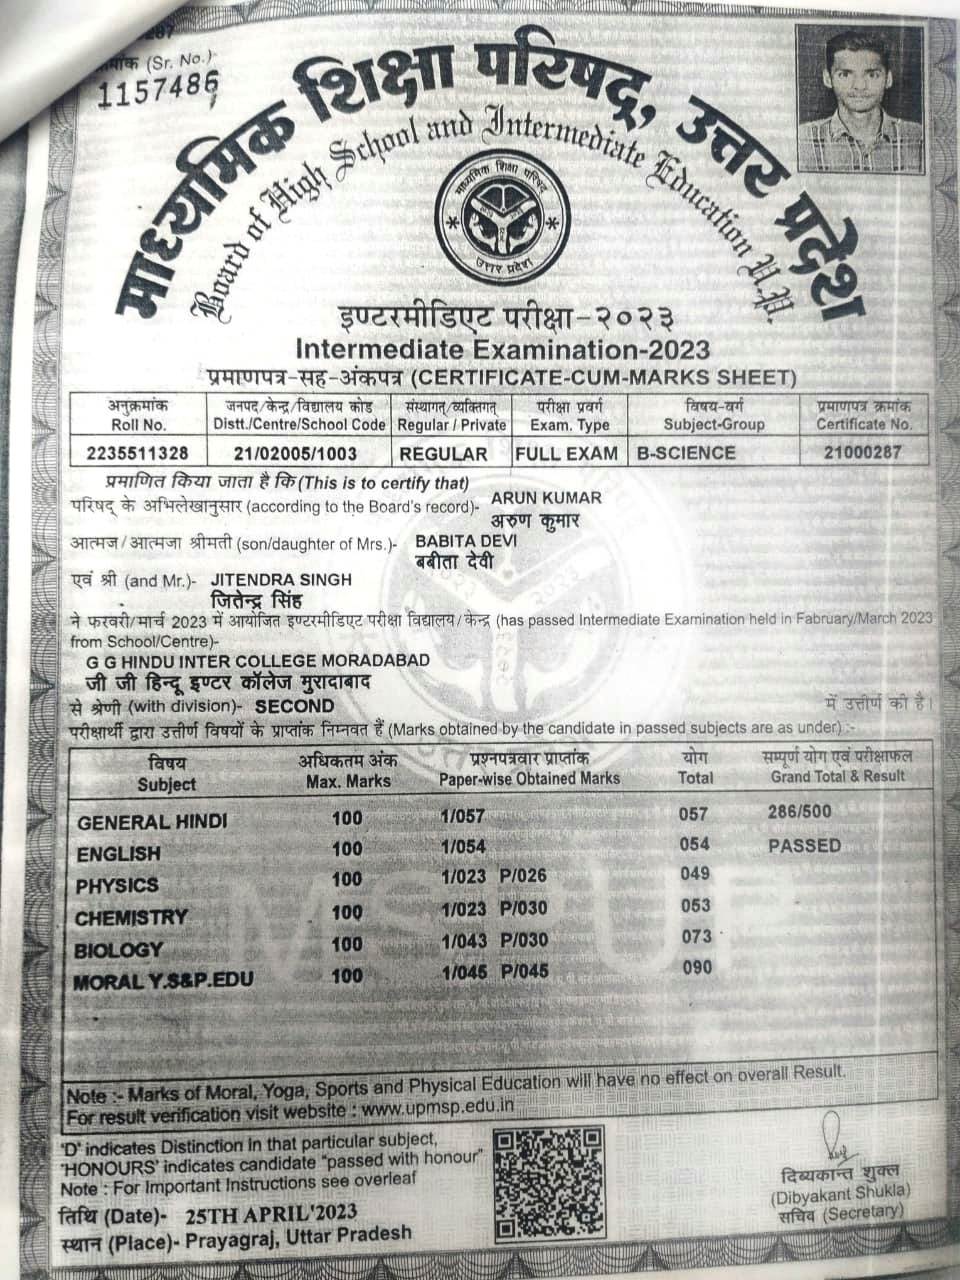 क्रमांक (Sr. No.)-
1157486
माध्यमिक शिक्षा परिषद्, उत्तर प्रदेश
Board of High School and Intermediate Education U.P.
माध्यमिक शिक्षा परिषद
उत्तर प्रदेश
इण्टरमीडिएट परीक्षा-२०२३
Intermediate Examination-2023
प्रमाणपत्र-सह-अंकपत्र (CERTIFICATE-CUM-MARKS SHEET)
अनुक्रमांक जनपद/केन्द्र/विद्यालय कोड संस्थागत्/व्यक्तिगत् परीक्षा प्रवर्ग विषय-वर्ग प्रमाणपत्र क्रमांक
Roll No. Distt./Centre/School Code Regular / Private Exam. Type Subject-Group Certificate No.
2235511328 21/02005/1003 REGULAR FULL EXAM B-SCIENCE 21000287
प्रमाणित किया जाता है कि (This is to certify that)
परिषद् के अभिलेखानुसार (according to the Board's record)- ARUN KUMAR
अरुण कुमार
आत्मज/आत्मजा श्रीमती (son/daughter of Mrs.)- BABITA DEVI
बबीता देवी
एवं श्री (and Mr.)- JITENDRA SINGH
जितेन्द्र सिंह
ने फरवरी/मार्च 2023 में आयोजित इण्टरमीडिएट परीक्षा विद्यालय/केन्द्र (has passed Intermediate Examination held in Fabruary/March 2023
from School/Centre)-
G G HINDU INTER COLLEGE MORADABAD
जी जी हिन्दू इण्टर कॉलेज मुरादाबाद
से श्रेणी (with division)- SECOND में उत्तीर्ण की है।
परीक्षार्थी द्वारा उत्तीर्ण विषयों के प्राप्तांक निम्नवत हैं (Marks obtained by the candidate in passed subjects are as under) :-
विषय अधिकतम अंक प्रश्नपत्रवार प्राप्तांक योग सम्पूर्ण योग एवं परीक्षाफल
Subject Max. Marks Paper-wise Obtained Marks Total Grand Total & Result
GENERAL HINDI 100 1/057 057 286/500
ENGLISH 100 1/054 054 PASSED
PHYSICS 100 1/023 P/026 049
CHEMISTRY 100 1/023 P/030 053
BIOLOGY 100 1/043 P/030 073
MORAL Y.S&P.EDU 100 1/045 P/045 090
Note :- Marks of Moral, Yoga, Sports and Physical Education will have no effect on overall Result.
For result verification visit website : www.upmsp.edu.in
'D' indicates Distinction in that particular subject,
'HONOURS' indicates candidate "passed with honour"
Note : For Important Instructions see overleaf
तिथि (Date)- 25TH APRIL'2023
स्थान (Place)- Prayagraj, Uttar Pradesh
दिब्यकान्त शुक्ल
(Dibyakant Shukla)
सचिव (Secretary)